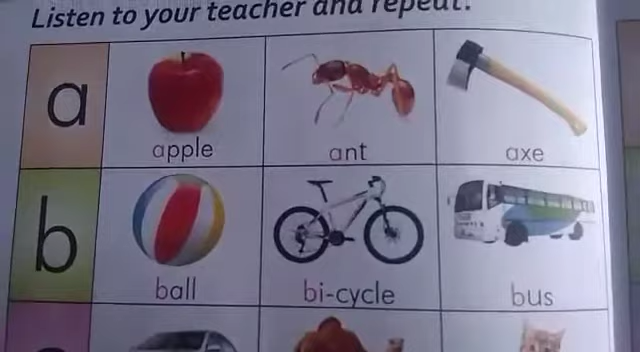 Listen to your teacher and repeat.
a
apple ant axe
b
ball bi-cycle bus